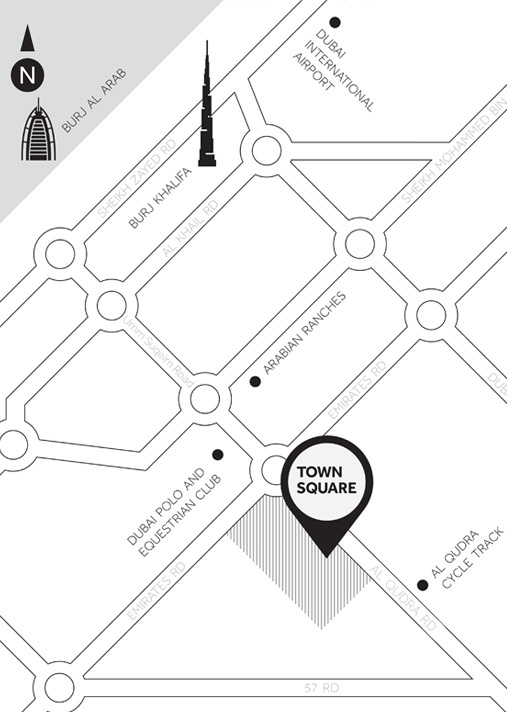 N
BURJ AL ARAB
DUBAI
INTERNATIONAL
AIRPORT
SHEIKH ZAYED RD
BURJ KHALIFA
AL KHAIL RD
SHEIKH MOHAMMED BIN
Umm Suqeim Road
ARABIAN RANCHES
EMIRATES RD
DUB
TOWN
SQUARE
DUBAI POLO AND
EQUESTRIAN CLUB
AL QUDRA
CYCLE TRACK
AL QUDRA RD
EMIRATES RD
57 RD